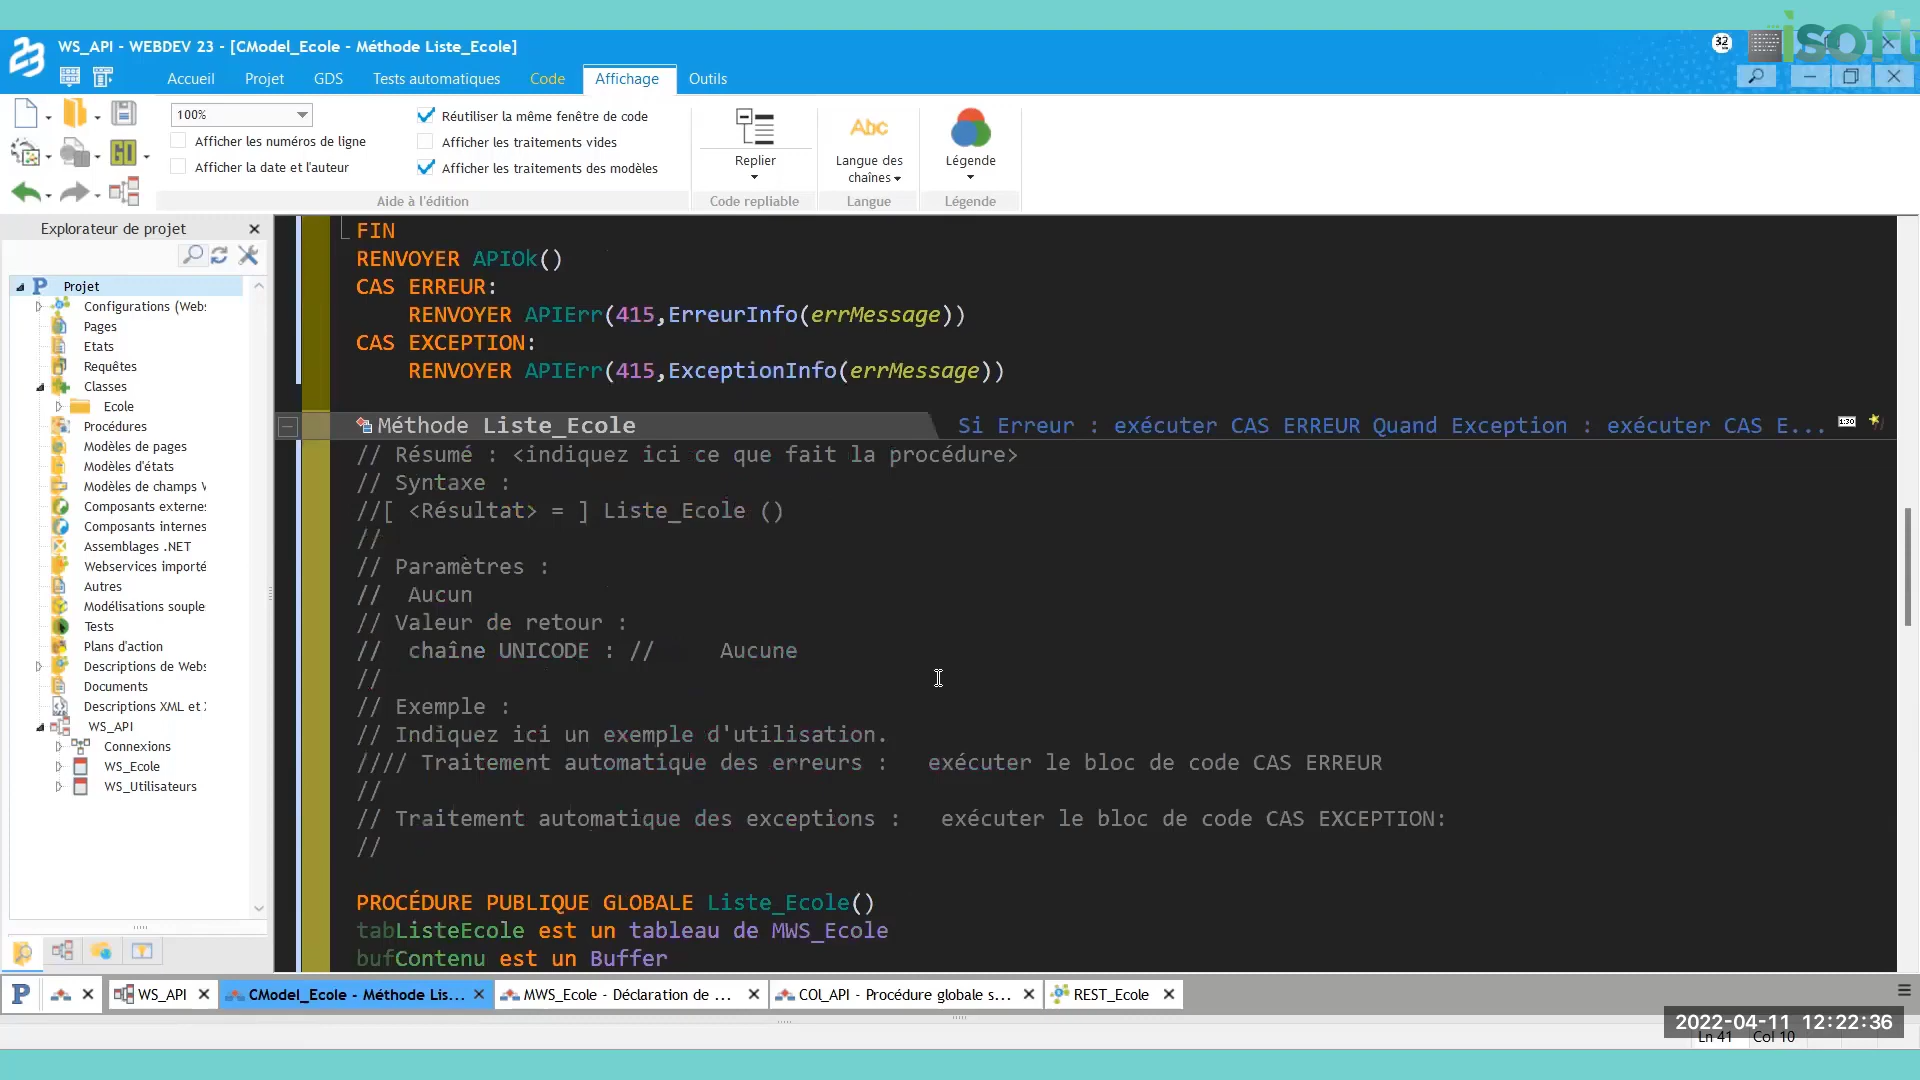 isoft
WS_API - WEBDEV 23 - [CModel_Ecole - Méthode Liste_Ecole]
32
Accueil Projet GDS Tests automatiques Code Affichage Outils
100%
Réutiliser la même fenêtre de code
Afficher les numéros de ligne
Afficher les traitements vides
Afficher la date et l'auteur
Afficher les traitements des modèles
Replier
Abc
Langue des
chaînes
Légende
GO
Aide à l'édition
Code repliable
Langue
Légende
Explorateur de projet
Projet
Configurations (Web:
Pages
Etats
Requêtes
Classes
Ecole
Procédures
Modèles de pages
Modèles d'états
Modèles de champs V
Composants externe:
Composants internes
Assemblages .NET
Webservices importé
Autres
Modélisations souple
Tests
Plans d'action
Descriptions de Web:
Documents
Descriptions XML et :
WS_API
Connexions
WS_Ecole
WS_Utilisateurs
FIN
RENVOYER APIOk()
CAS ERREUR:
RENVOYER APIErr(415,ErreurInfo(errMessage))
CAS EXCEPTION:
RENVOYER APIErr(415,ExceptionInfo(errMessage))
Méthode Liste_Ecole
Si Erreur : exécuter CAS ERREUR Quand Exception : exécuter CAS E...
1:30
// Résumé : <indiquez ici ce que fait la procédure>
// Syntaxe :
//[ <Résultat> = ] Liste_Ecole ()
//
// Paramètres :
// Aucun
// Valeur de retour :
// chaîne UNICODE : // Aucune
//
// Exemple :
// Indiquez ici un exemple d'utilisation.
//// Traitement automatique des erreurs : exécuter le bloc de code CAS ERREUR
//
// Traitement automatique des exceptions : exécuter le bloc de code CAS EXCEPTION:
//
PROCÉDURE PUBLIQUE GLOBALE Liste_Ecole()
tabListeEcole est un tableau de MWS_Ecole
bufContenu est un Buffer
WS_API
CModel_Ecole - Méthode Lis...
MWS_Ecole - Déclaration de ...
COl_API - Procédure globale s...
REST_Ecole
2022-04-11 12:22:36
Ln 41 Col 10